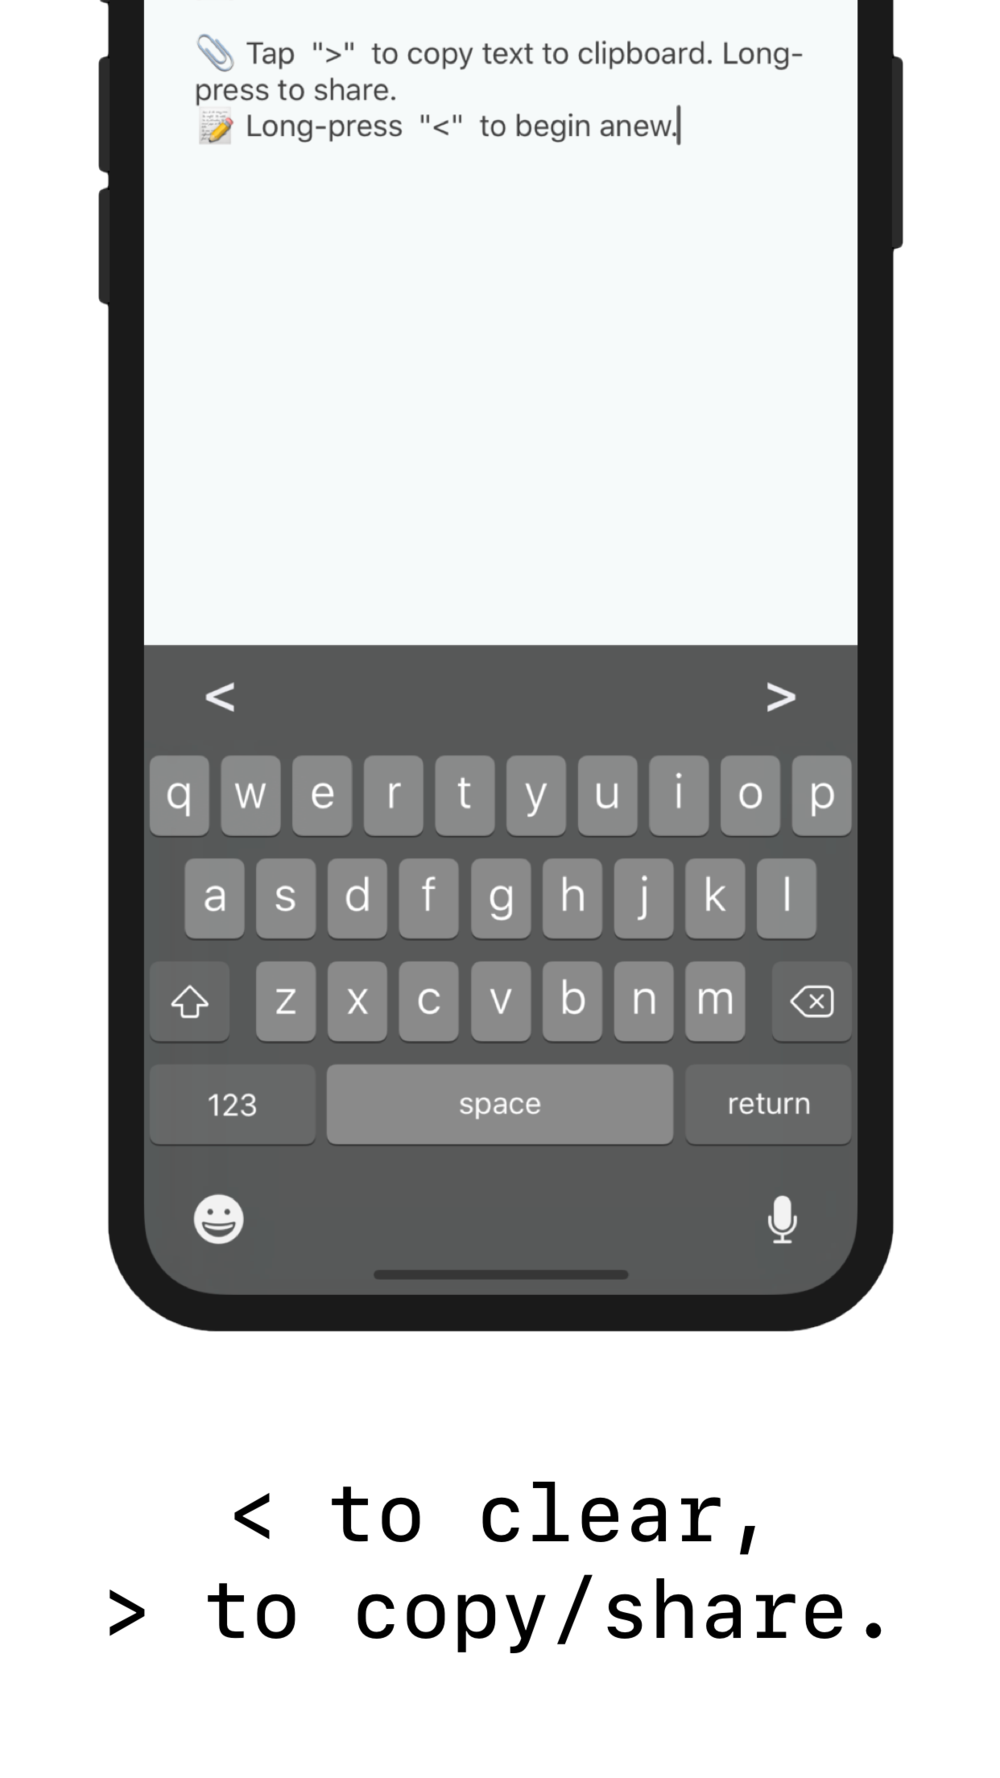 📎 Tap ">" to copy text to clipboard. Long-
press to share.
📝 Long-press "<" to begin anew.
< >
q w e r t y u i o p
a s d f g h j k l
z x c v b n m
123 space return
< to clear,
> to copy/share.